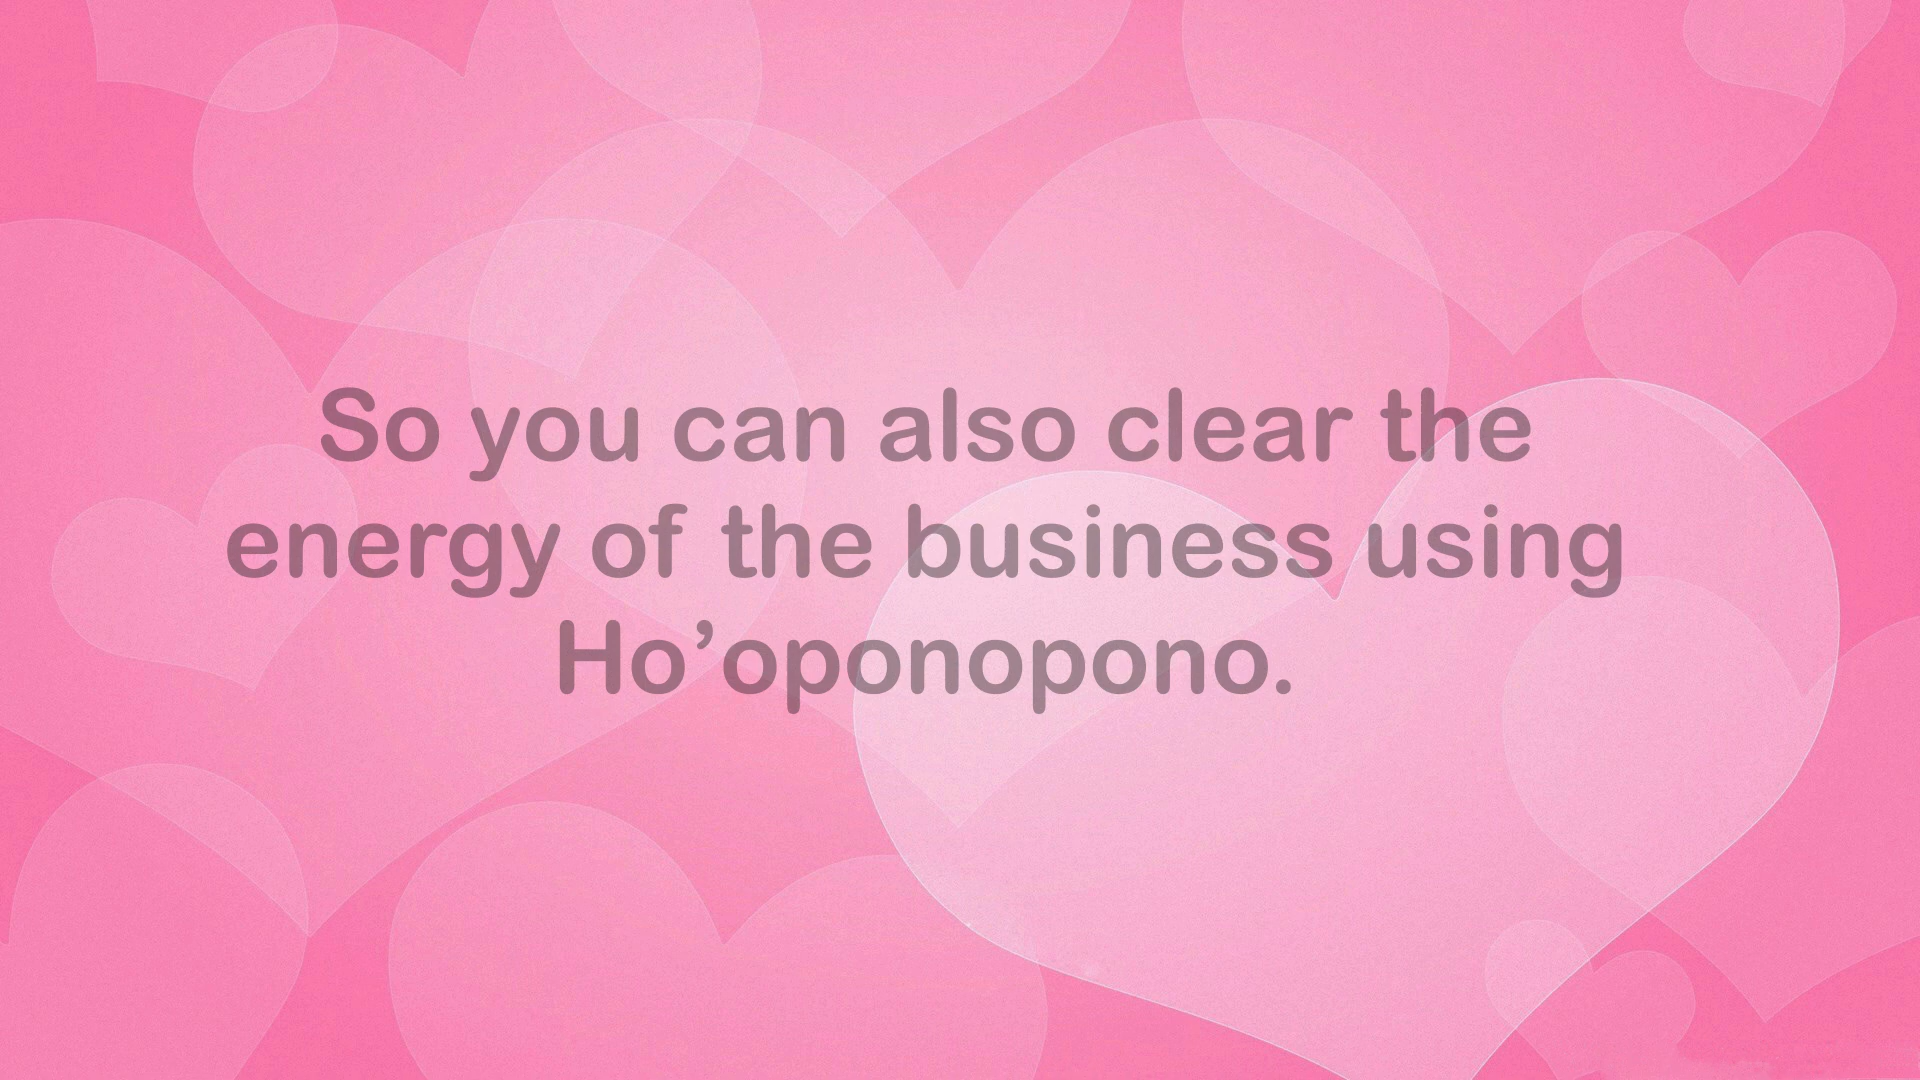 So you can also clear the
energy of the business using
Ho’oponopono.